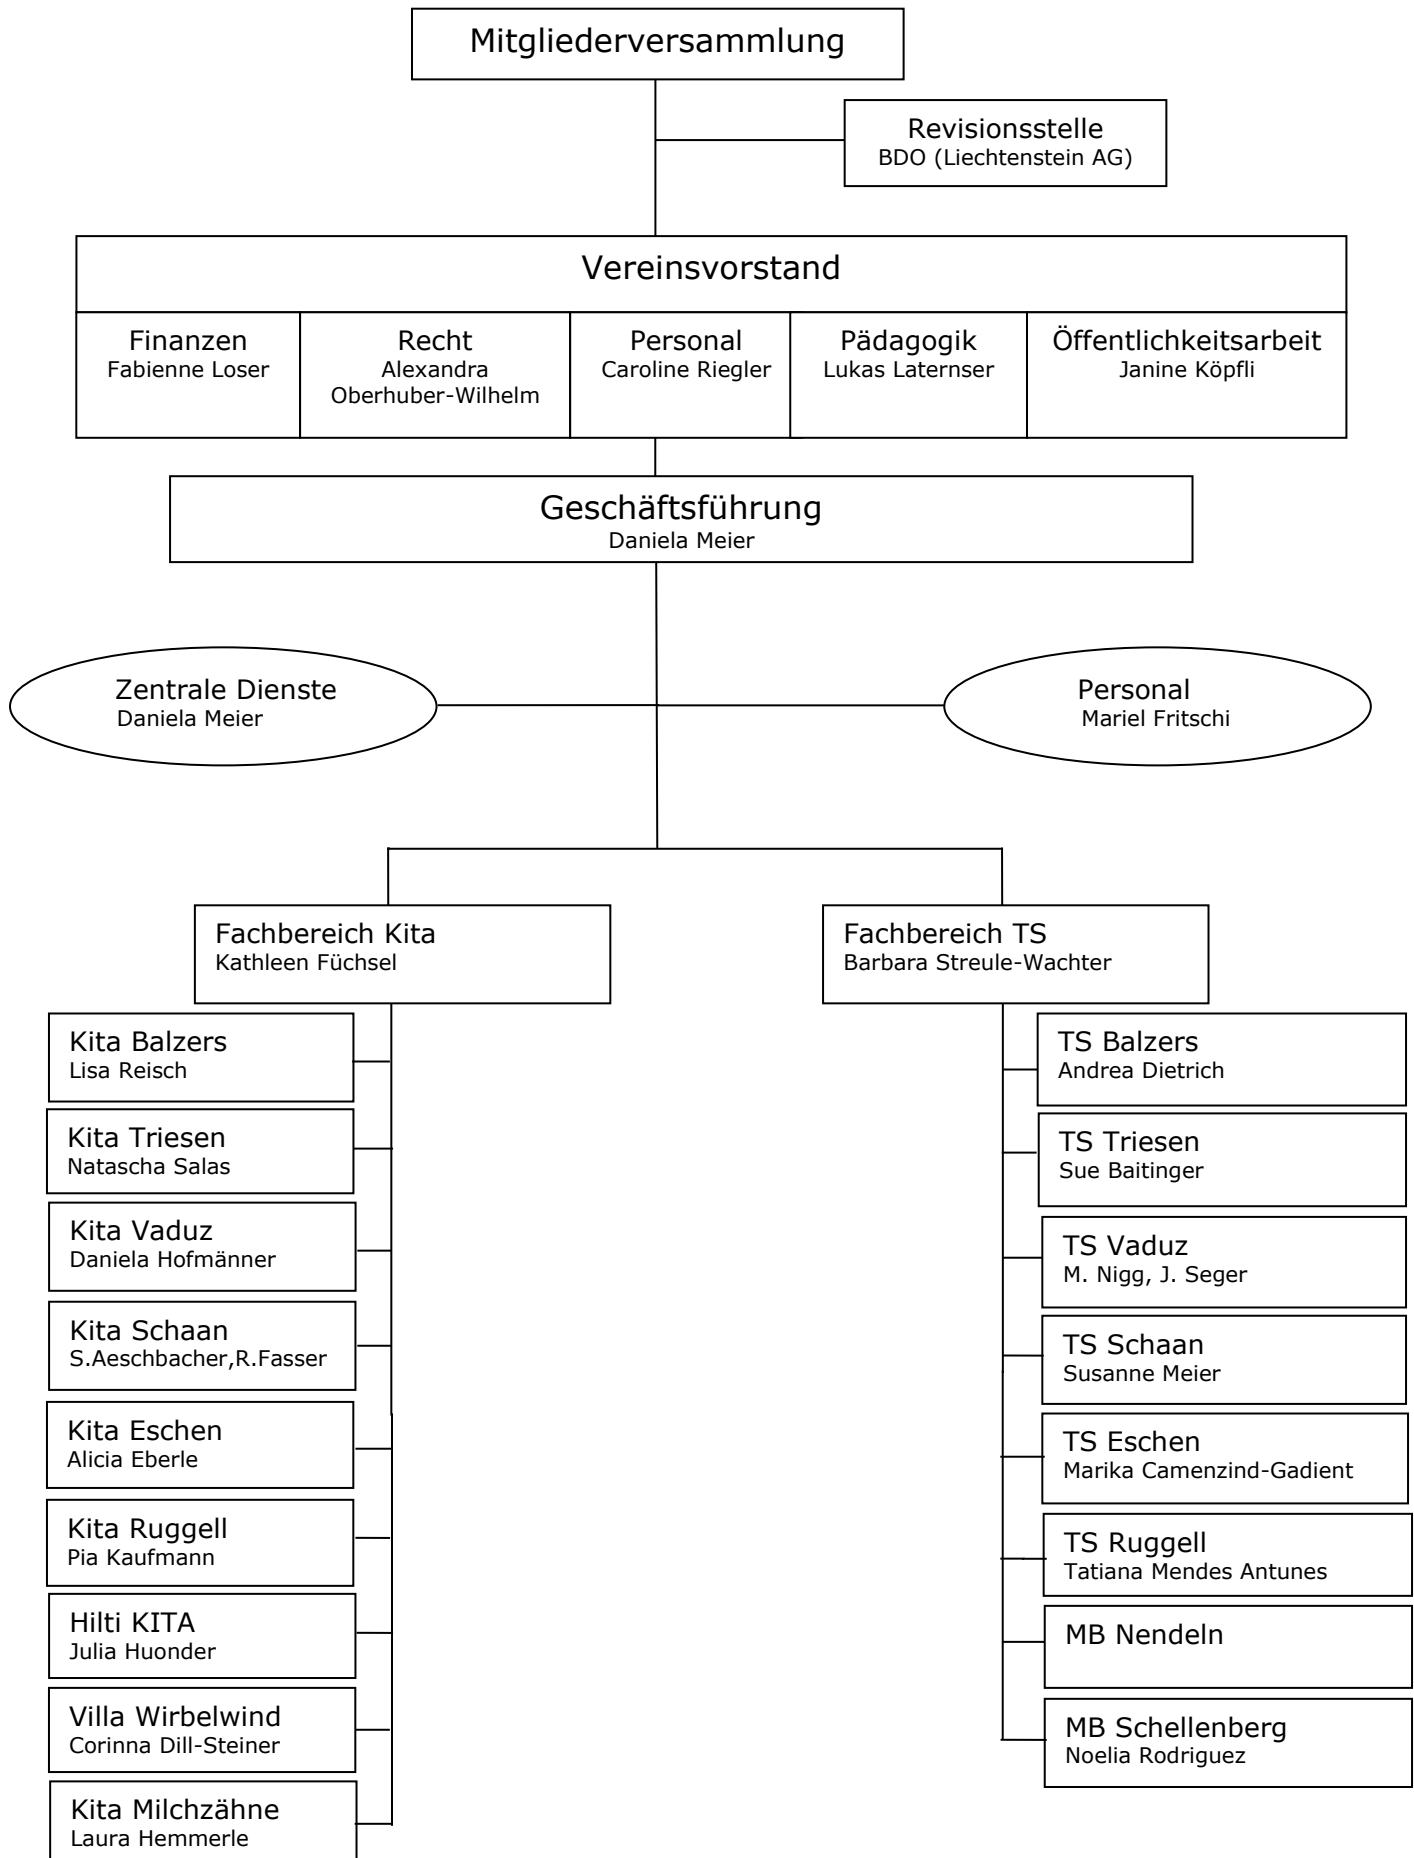 Mitgliederversammlung
Revisionsstelle
BDO (Liechtenstein AG)
Vereinsvorstand
Finanzen
Fabienne Loser
Recht
Alexandra
Oberhuber-Wilhelm
Personal
Caroline Riegler
Pädagogik
Lukas Laternser
Öffentlichkeitsarbeit
Janine Köpfli
Geschäftsführung
Daniela Meier
Zentrale Dienste
Daniela Meier
Personal
Mariel Fritschi
Fachbereich Kita
Kathleen Füchsel
Kita Balzers
Lisa Reisch
Kita Triesen
Natascha Salas
Kita Vaduz
Daniela Hofmänner
Kita Schaan
S.Aeschbacher,R.Fasser
Kita Eschen
Alicia Eberle
Kita Ruggell
Pia Kaufmann
Hilti KITA
Julia Huonder
Villa Wirbelwind
Corinna Dill-Steiner
Kita Milchzähne
Laura Hemmerle
Fachbereich TS
Barbara Streule-Wachter
TS Balzers
Andrea Dietrich
TS Triesen
Sue Baitinger
TS Vaduz
M. Nigg, J. Seger
TS Schaan
Susanne Meier
TS Eschen
Marika Camenzind-Gadient
TS Ruggell
Tatiana Mendes Antunes
MB Nendeln
MB Schellenberg
Noelia Rodriguez